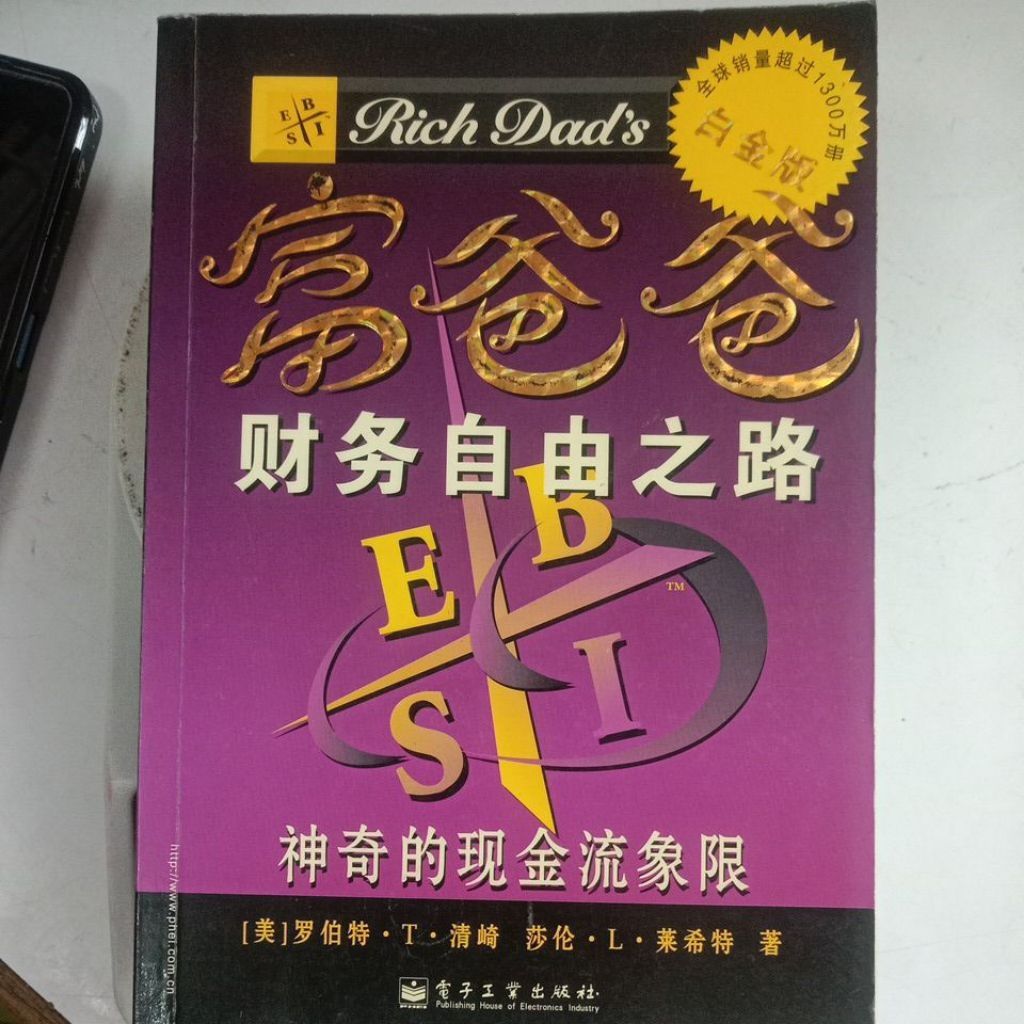 全球销量超过1300万册
白金版
E B
S I
Rich Dad's
富爸爸
财务自由之路
E B
S I
TM
神奇的现金流象限
[美]罗伯特·T·清崎 莎伦·L·莱希特 著
http://www.phei.com.cn
PHEI
電子工業出版社·
Publishing House of Electronics Industry